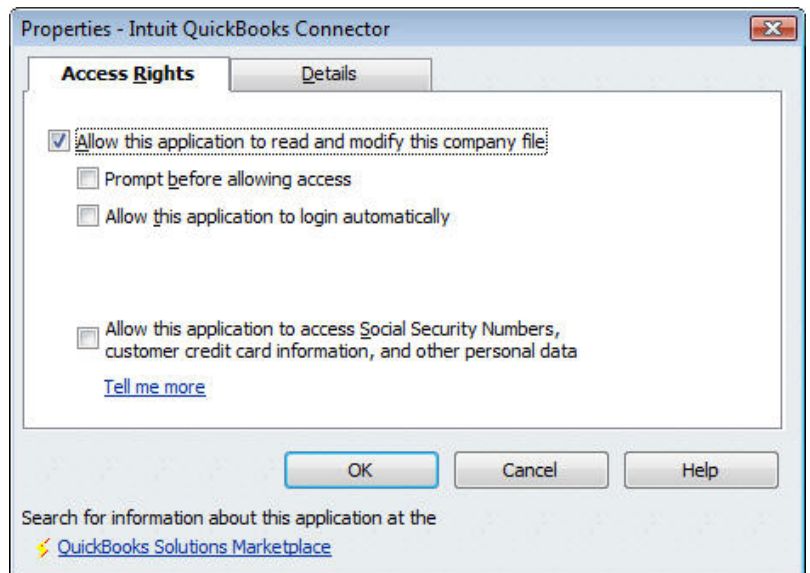 Properties - Intuit QuickBooks Connector
Access Rights
Details
Allow this application to read and modify this company file
Prompt before allowing access
Allow this application to login automatically
Allow this application to access Social Security Numbers,
customer credit card information, and other personal data
Tell me more
OK
Cancel
Help
Search for information about this application at the
QuickBooks Solutions Marketplace